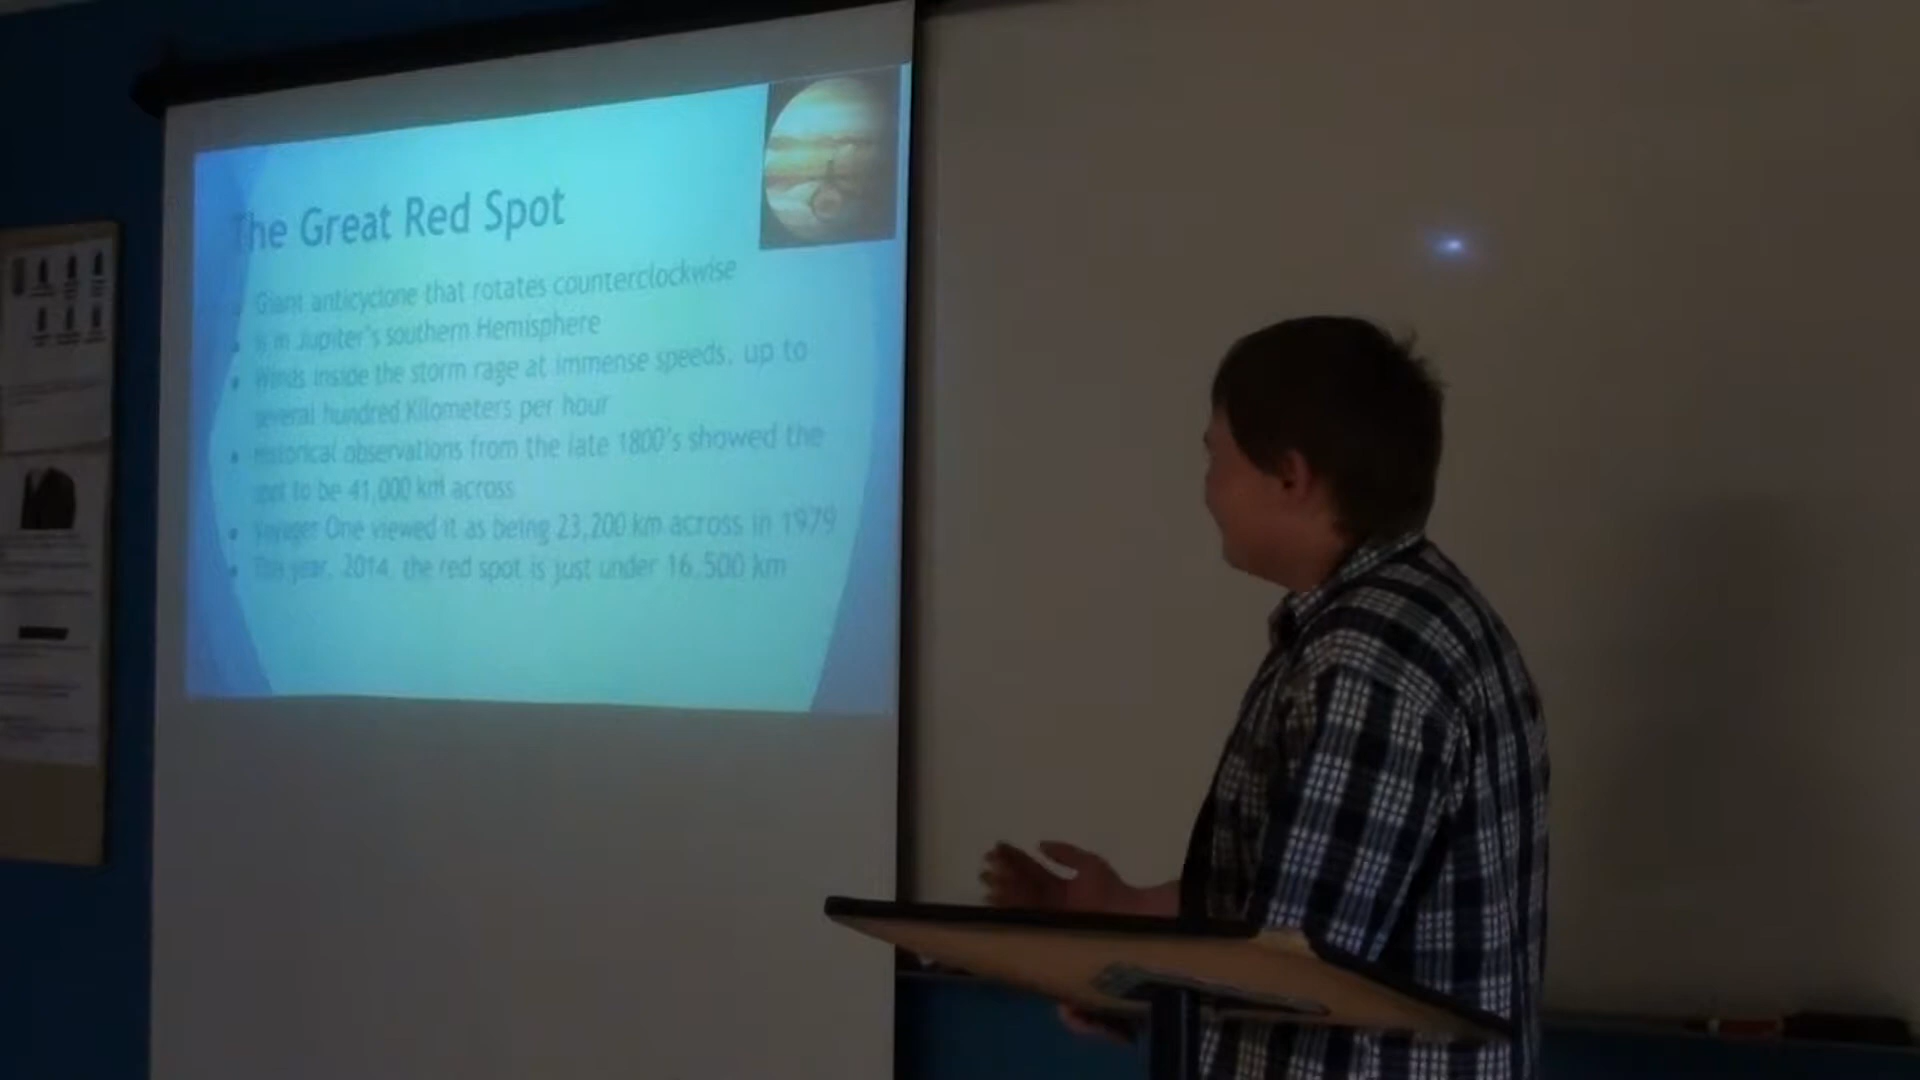 The Great Red Spot
Giant anticyclone that rotates counterclockwise
Is in Jupiter's southern Hemisphere
Winds inside the storm rage at immense speeds, up to
several hundred Kilometers per hour
Historical observations from the late 1800's showed the
spot to be 41,000 km across
Voyager One viewed it as being 23,200 km across in 1979
This year, 2014, the red spot is just under 16,500 km